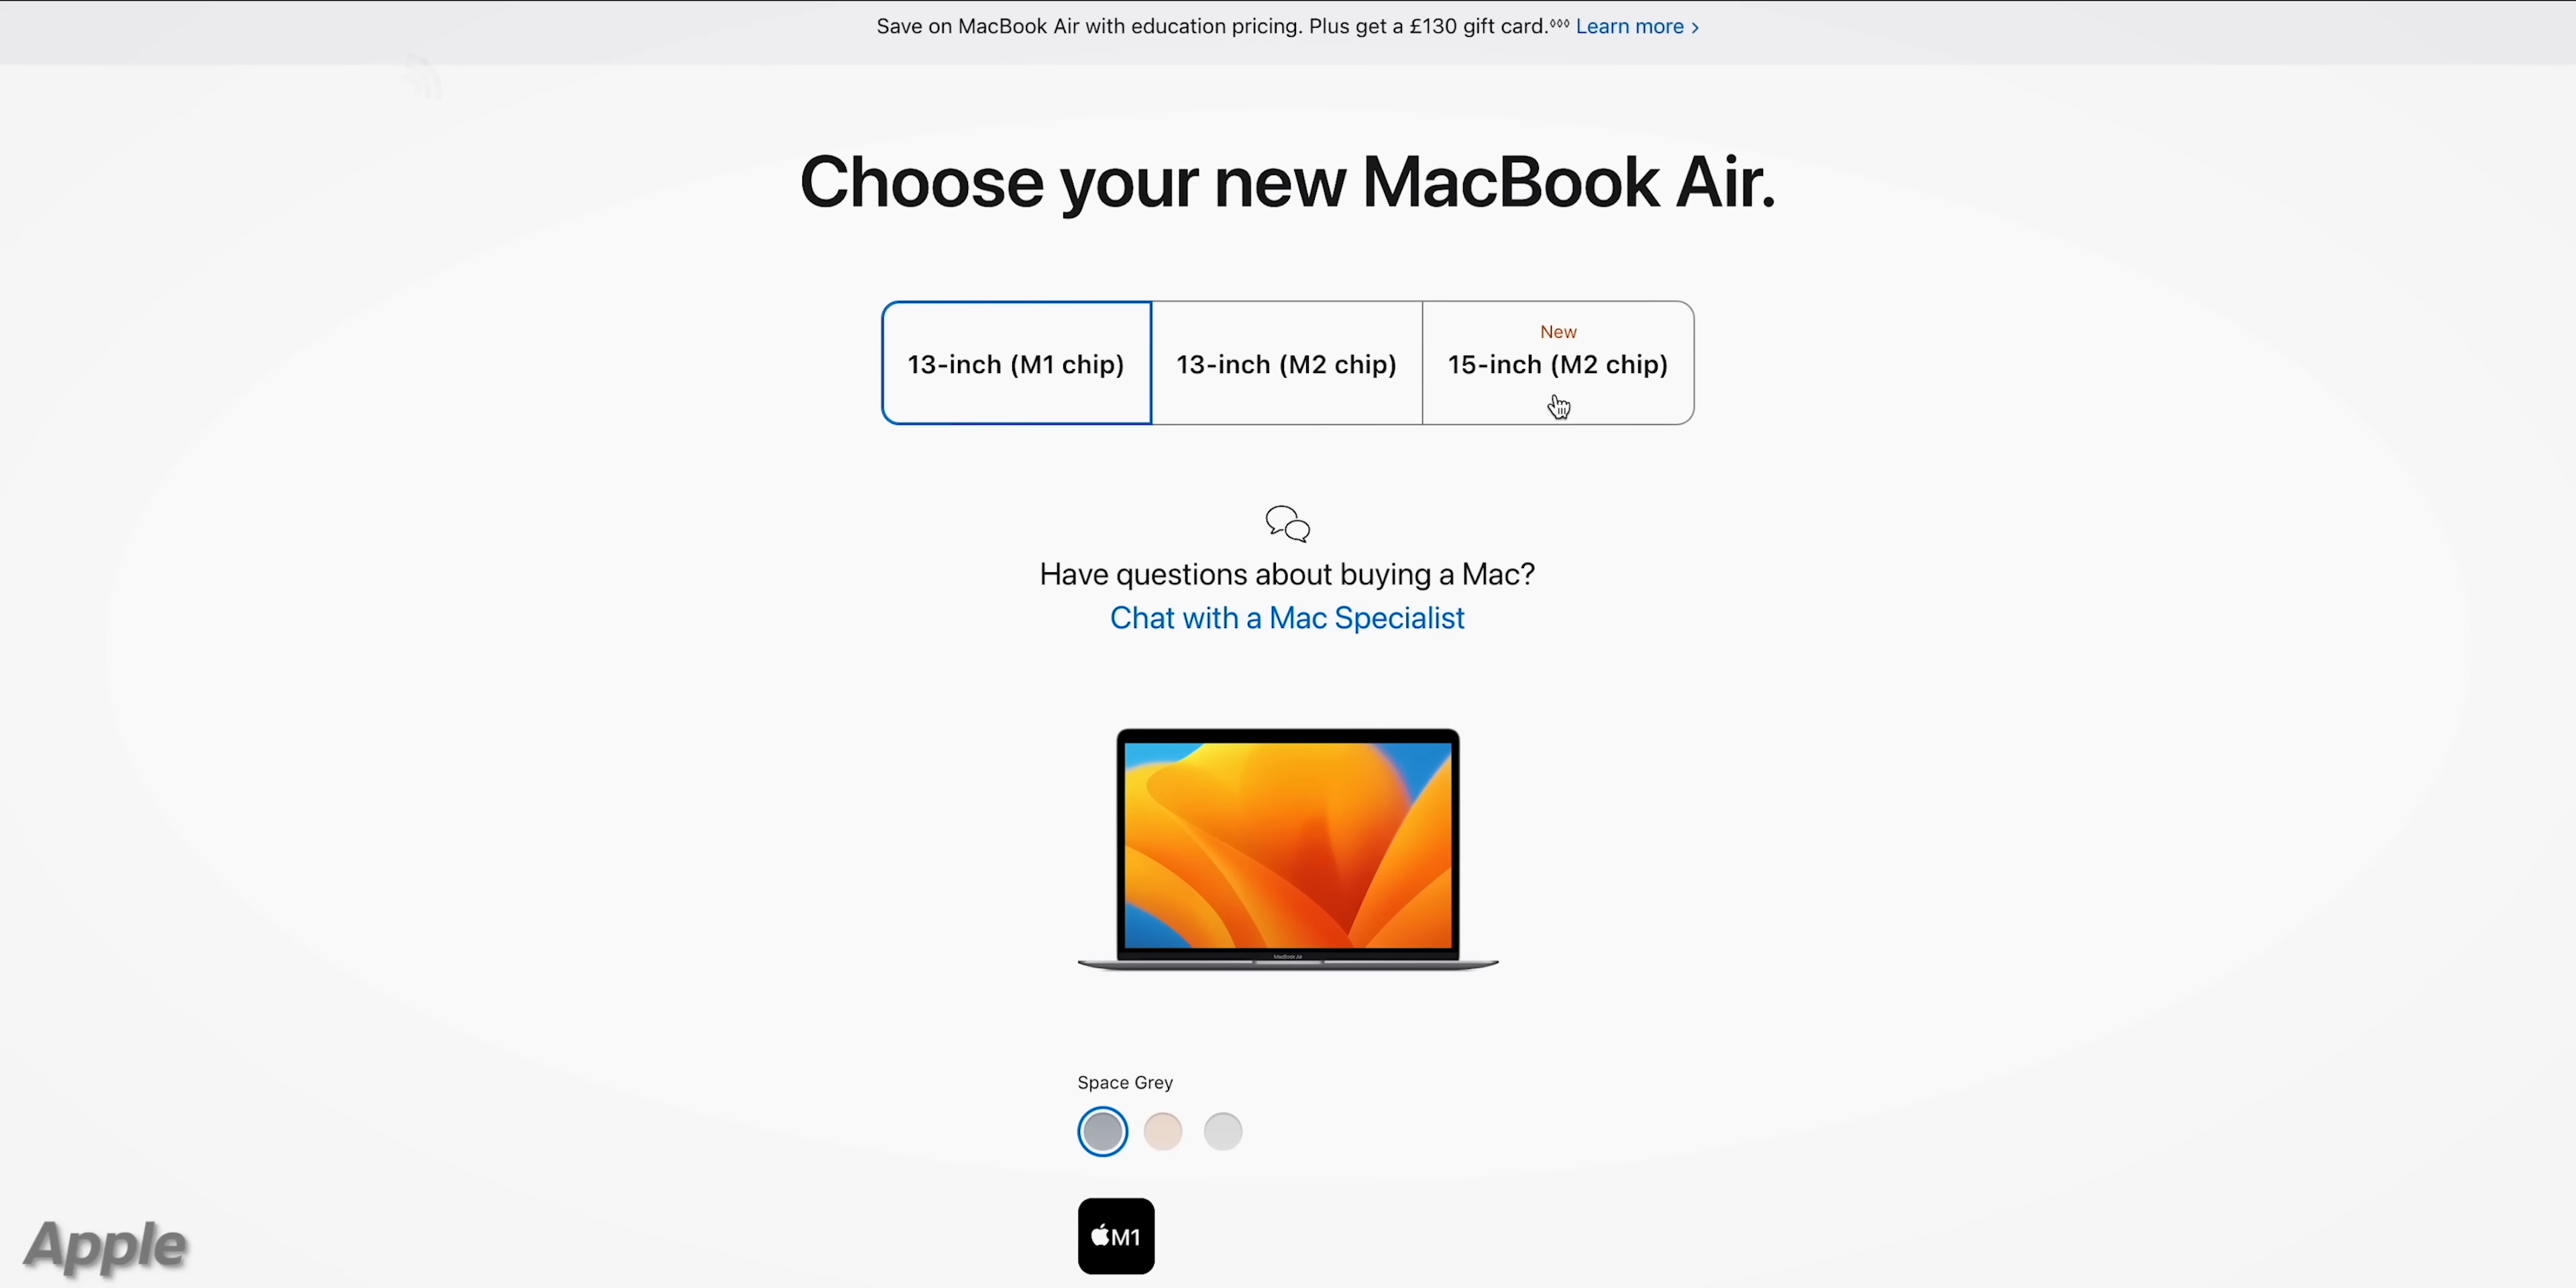 Save on MacBook Air with education pricing. Plus get a £130 gift card.◊◊◊ Learn more >
Choose your new MacBook Air.
13-inch (M1 chip)
13-inch (M2 chip)
New
15-inch (M2 chip)
Have questions about buying a Mac?
Chat with a Mac Specialist
MacBook Air
Space Grey
M1
Apple